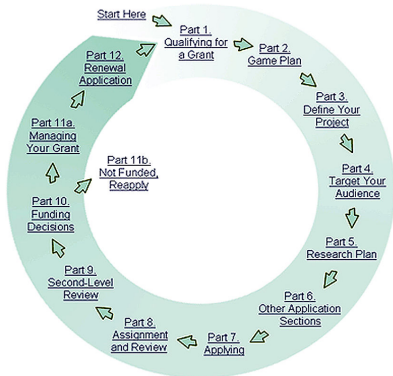 Start Here
Part 1.
Qualifying for
a Grant
Part 2.
Game Plan
Part 3.
Define Your
Project
Part 4.
Target Your
Audience
Part 5.
Research Plan
Part 6.
Other Application
Sections
Part 7.
Applying
Part 8.
Assignment
and Review
Part 9.
Second-Level
Review
Part 10.
Funding
Decisions
Part 11a.
Managing
Your Grant
Part 11b.
Not Funded,
Reapply
Part 12.
Renewal
Application